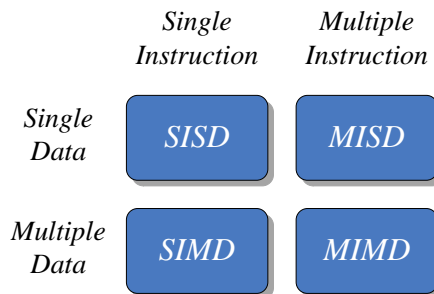 Single Multiple
Instruction Instruction
Single
Data
SISD MISD
Multiple
Data
SIMD MIMD